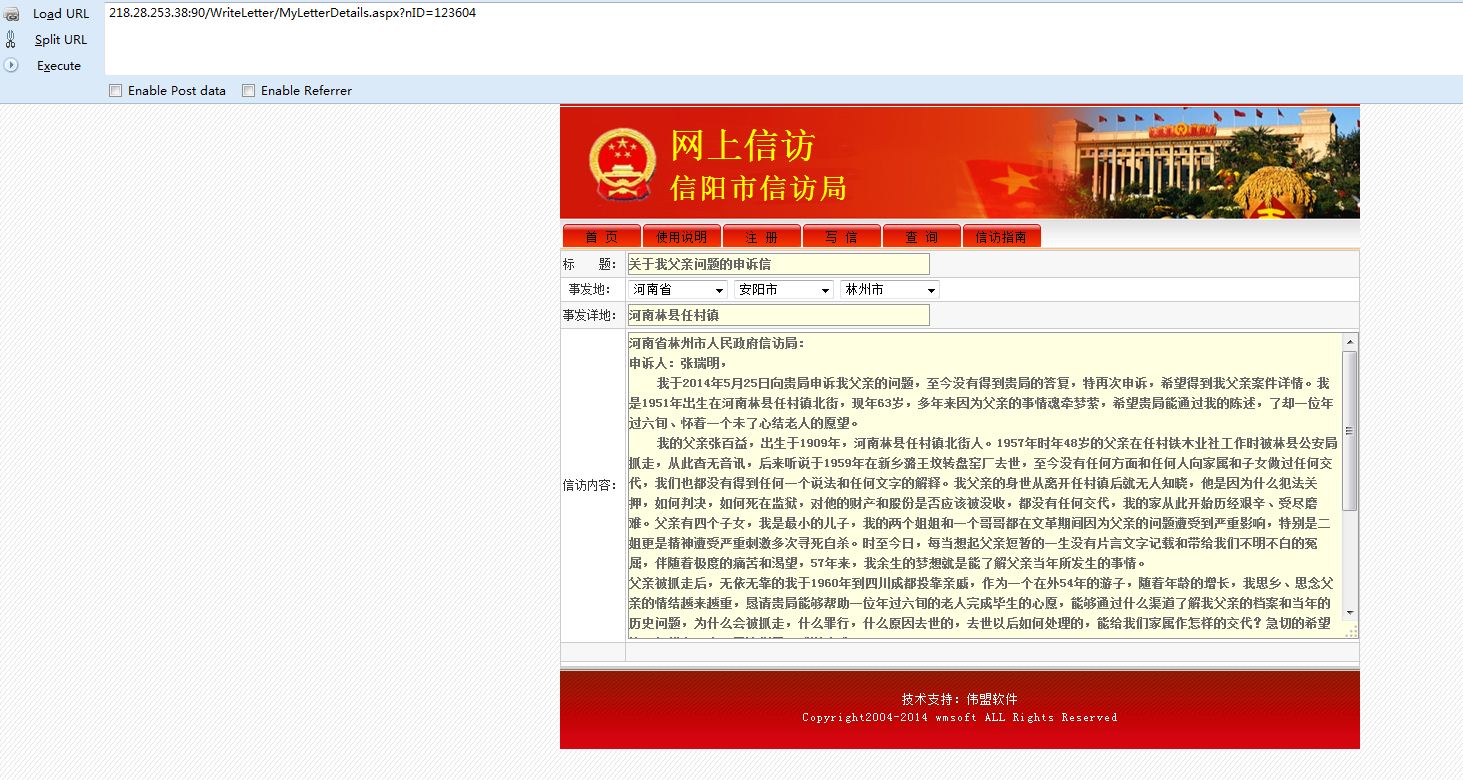 Load URL
218.28.253.38:90/WriteLetter/MyLetterDetails.aspx?nID=123604
Split URL
Execute
Enable Post data Enable Referrer
网上信访
信阳市信访局
首 页 使用说明 注 册 写 信 查 询 信访指南
标 题: 关于我父亲问题的申诉信
事发地: 河南省 安阳市 林州市
事发详地: 河南林县任村镇
信访内容:
河南省林州市人民政府信访局:
申诉人:张瑞明,
我于2014年5月25日向贵局申诉我父亲的问题,至今没有得到贵局的答复,特再次申诉,希望得到我父亲案件详情。我
是1951年出生在河南林县任村镇北街,现年63岁,多年来因为父亲的事情魂牵梦萦,希望贵局能通过我的陈述,了却一位年
过六旬、怀着一个未了心结老人的愿望。
我的父亲张百益,出生于1909年,河南林县任村镇北街人。1957年时年48岁的父亲在任村铁木业社工作时被林县公安局
抓走,从此杳无音讯,后来听说于1959年在新乡潞王坟转盘窑厂去世,至今没有任何方面和任何人向家属和子女做过任何交
代,我们也都没有得到任何一个说法和任何文字的解释。我父亲的身世从离开任村镇后就无人知晓,他是因为什么犯法关
押,如何判决,如何死在监狱,对他的财产和股份是否应该被没收,都没有任何交代,我的家从此开始历经艰辛、受尽磨
难。父亲有四个子女,我是最小的儿子,我的两个姐姐和一个哥哥都在文革期间因为父亲的问题遭受到严重影响,特别是二
姐更是精神遭受严重刺激多次寻死自杀。时至今日,每当想起父亲短暂的一生没有片言文字记载和带给我们不明不白的冤
屈,伴随着极度的痛苦和渴望,57年来,我余生的梦想就是能了解父亲当年所发生的事情。
父亲被抓走后,无依无靠的我于1960年到四川成都投靠亲戚,作为一个在外54年的游子,随着年龄的增长,我思乡、思念父
亲的情结越来越重,恳请贵局能够帮助一位年过六旬的老人完成毕生的心愿,能够通过什么渠道了解我父亲的档案和当年的
历史问题,为什么会被抓走,什么罪行,什么原因去世的,去世以后如何处理的,能给我们家属作怎样的交代?急切的希望
技术支持:伟盟软件
Copyright2004-2014 wmsoft ALL Rights Reserved